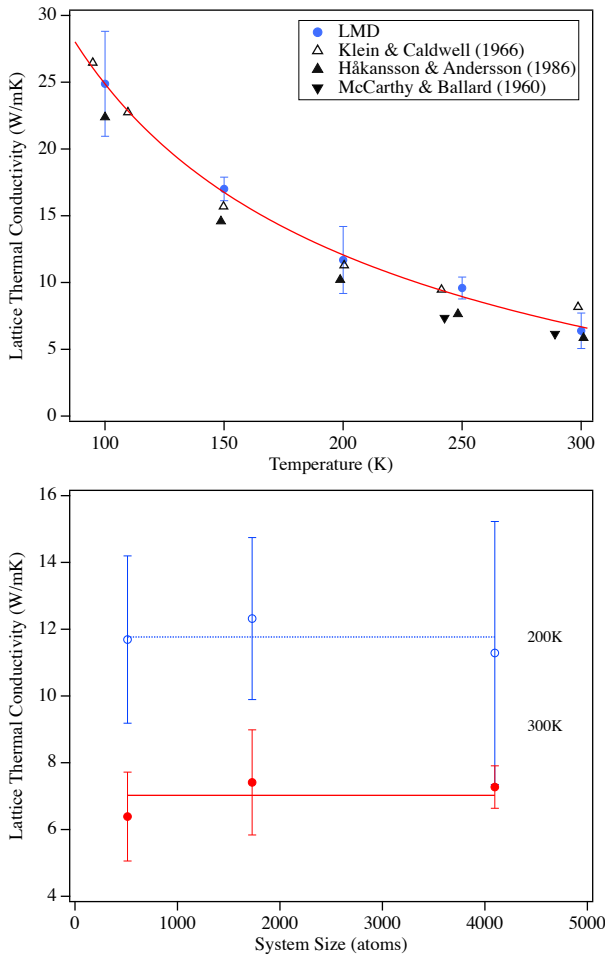 30
25
20
15
10
5
0
Lattice Thermal Conductivity (W/mK)
LMD
Klein & Caldwell (1966)
Håkansson & Andersson (1986)
McCarthy & Ballard (1960)
100
150
200
250
300
Temperature (K)
16
14
12
10
8
6
4
Lattice Thermal Conductivity (W/mK)
200K
300K
0
1000
2000
3000
4000
5000
System Size (atoms)